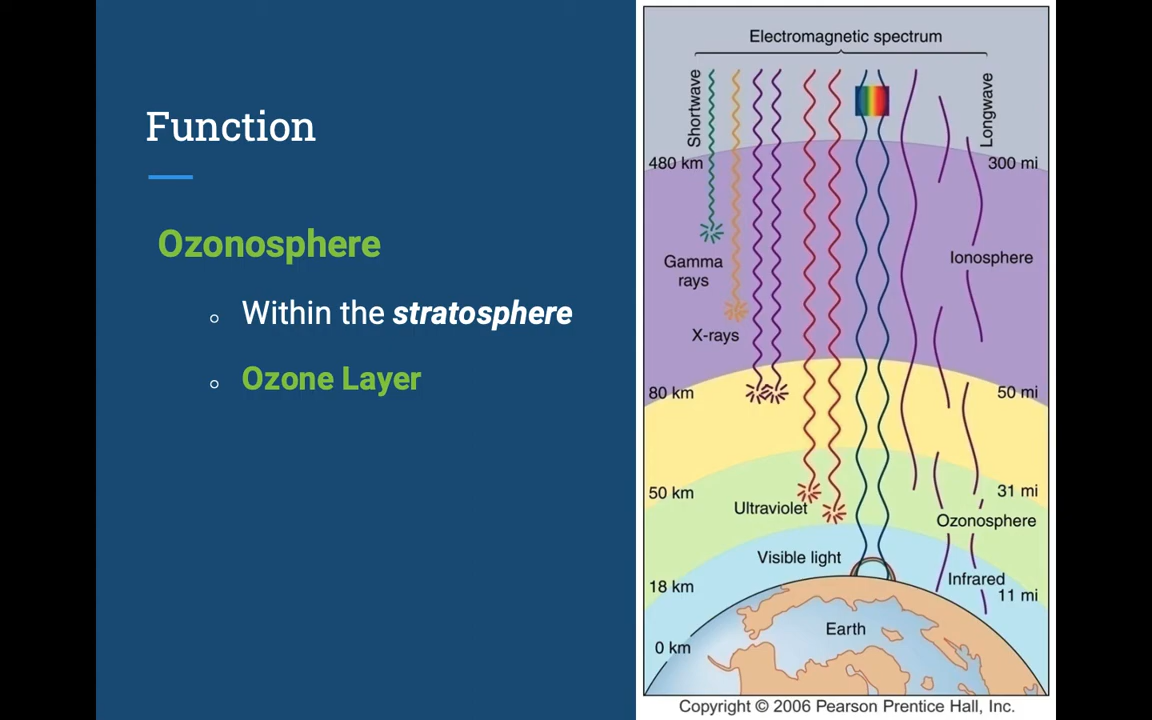 Function
Ozonosphere
Within the stratosphere
Ozone Layer
Electromagnetic spectrum
Shortwave
Longwave
480 km
300 mi
Gamma
rays
Ionosphere
X-rays
80 km
50 mi
50 km
31 mi
Ultraviolet
Ozonosphere
Visible light
Infrared
18 km
11 mi
Earth
0 km
Copyright © 2006 Pearson Prentice Hall, Inc.